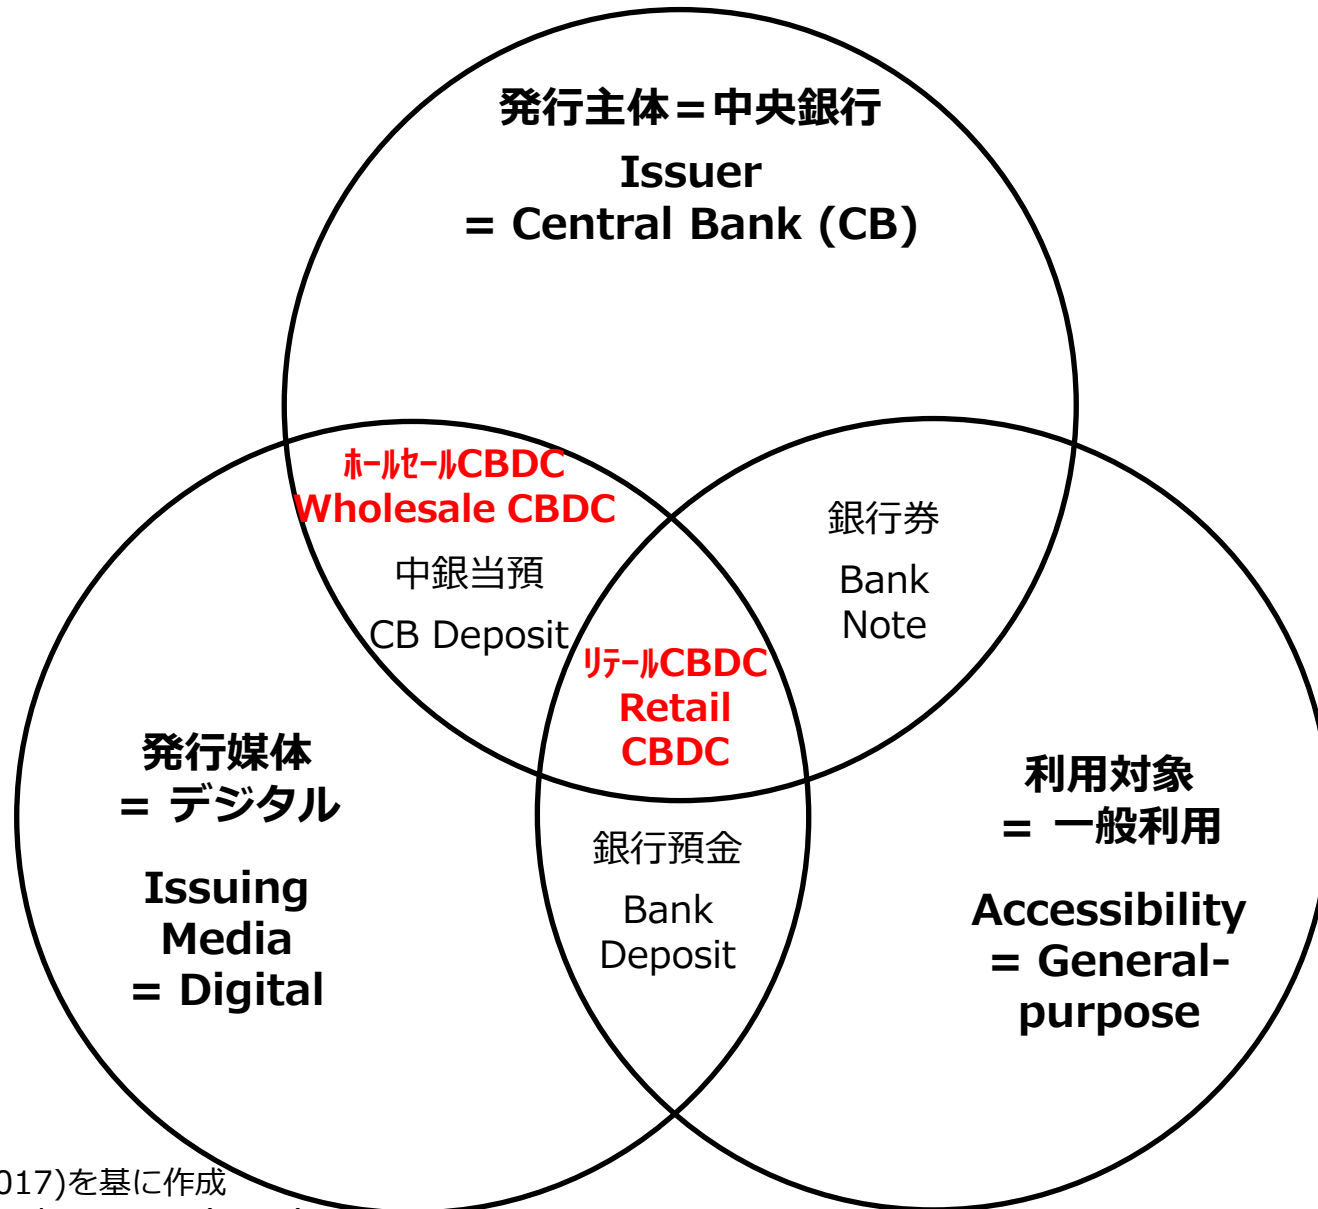 発行主体＝中央銀行
Issuer
= Central Bank (CB)
ﾎｰﾙｾｰﾙCBDC
Wholesale CBDC
中銀当預
CB Deposit
銀行券
Bank
Note
ﾘﾃｰﾙCBDC
Retail
CBDC
発行媒体
= デジタル
Issuing
Media
= Digital
利用対象
= 一般利用
Accessibility
= General-
purpose
銀行預金
Bank
Deposit
017)を基に作成